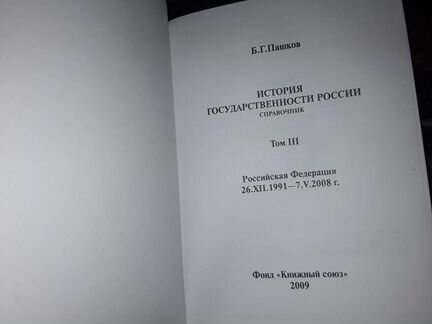 Б.Г.Пашков
ИСТОРИЯ
ГОСУДАРСТВЕННОСТИ РОССИИ
СПРАВОЧНИК
Том III
Российская Федерация
26.XII.1991—7.V.2008 г.
Фонд «Книжный союз»
2009